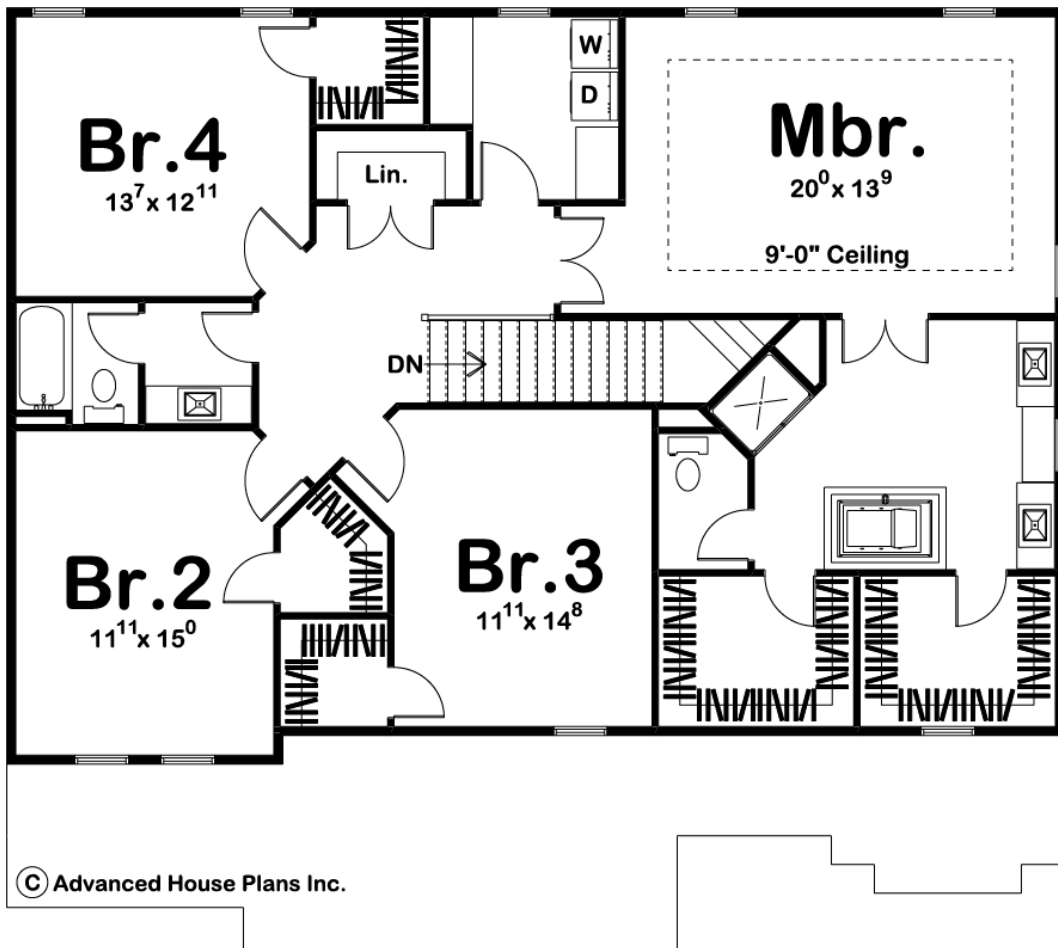 W
D
Br.4
13⁷ x 12¹¹
Lin.
Mbr.
20⁰ x 13⁹
9'-0" Ceiling
DN
Br.2
11¹¹ x 15⁰
Br.3
11¹¹ x 14⁸
© Advanced House Plans Inc.